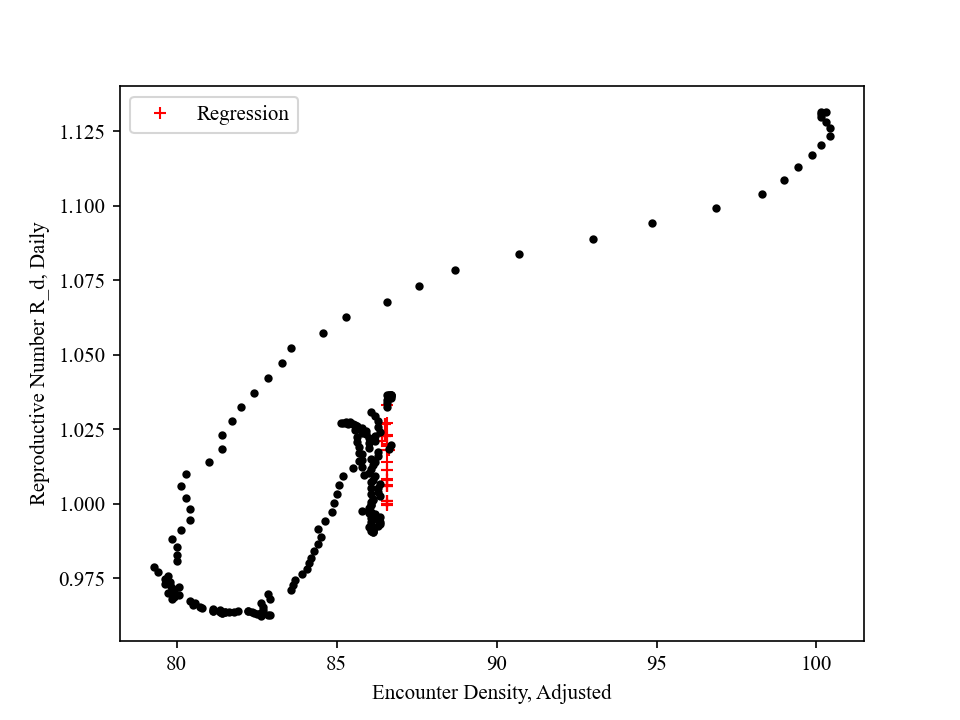 Regression
1.125
1.100
1.075
1.050
1.025
1.000
0.975
Reproductive Number R_d, Daily
80 85 90 95 100
Encounter Density, Adjusted